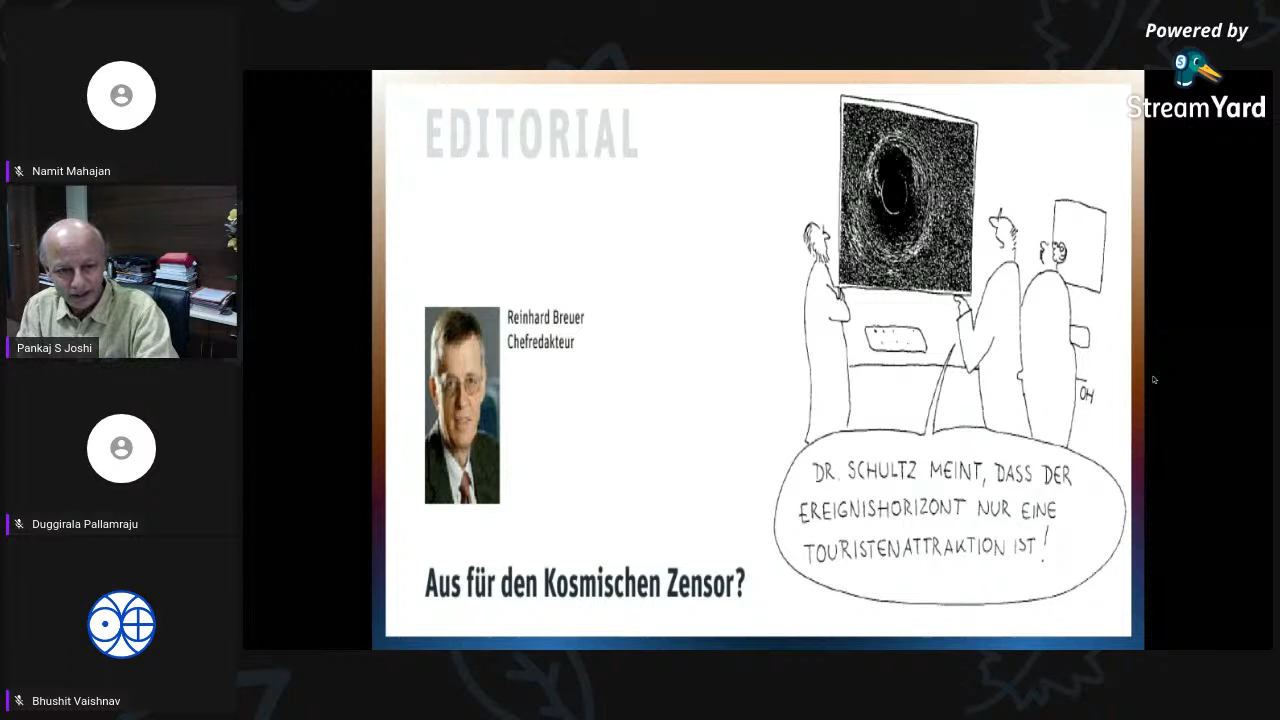 Powered by
StreamYard
Namit Mahajan
Pankaj S Joshi
Duggirala Pallamraju
Bhushit Vaishnav
EDITORIAL
Reinhard Breuer
Chefredakteur
Aus für den Kosmischen Zensor?
OH
DR. SCHULTZ MEINT, DASS DER
EREIGNISHORIZONT NUR EINE
TOURISTENATTRAKTION IST!